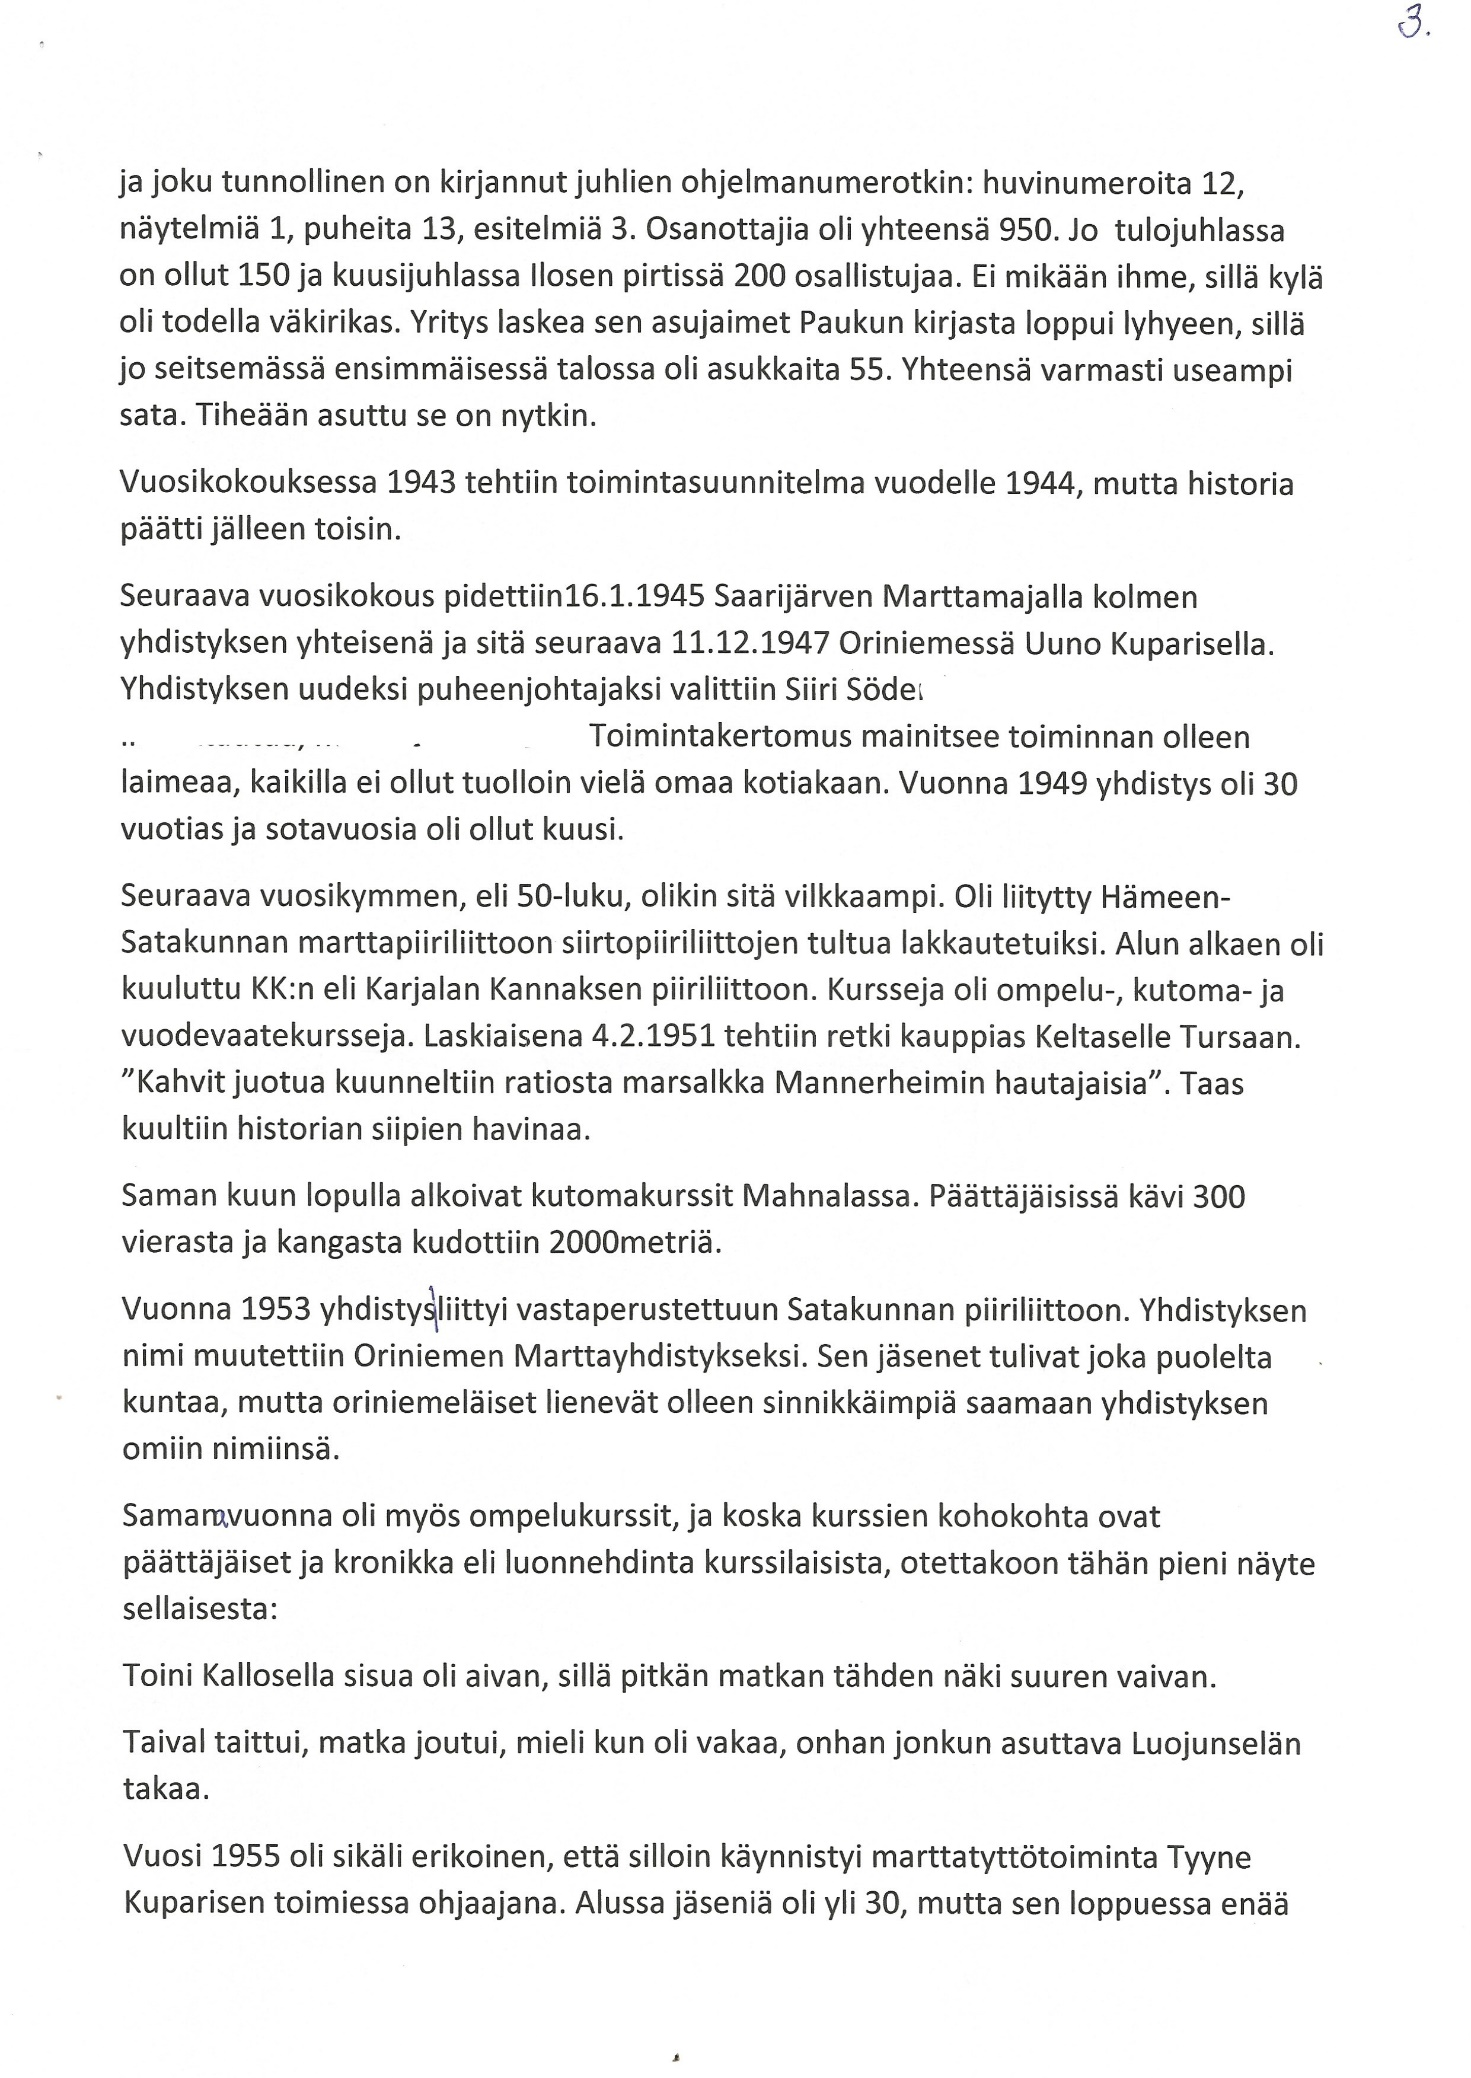 3.
ja joku tunnollinen on kirjannut juhlien ohjelmanumerotkin: huvinumeroita 12,
näytelmiä 1, puheita 13, esitelmiä 3. Osanottajia oli yhteensä 950. Jo  tulojuhlassa
on ollut 150 ja kuusijuhlassa Ilosen pirtissä 200 osallistujaa. Ei mikään ihme, sillä kylä
oli todella väkirikas. Yritys laskea sen asujaimet Paukun kirjasta loppui lyhyeen, sillä
jo seitsemässä ensimmäisessä talossa oli asukkaita 55. Yhteensä varmasti useampi
sata. Tiheään asuttu se on nytkin.
Vuosikokouksessa 1943 tehtiin toimintasuunnitelma vuodelle 1944, mutta historia
päätti jälleen toisin.
Seuraava vuosikokous pidettiin16.1.1945 Saarijärven Marttamajalla kolmen
yhdistyksen yhteisenä ja sitä seuraava 11.12.1947 Oriniemessä Uuno Kuparisella.
Yhdistyksen uudeksi puheenjohtajaksi valittiin Siiri Söde
Toimintakertomus mainitsee toiminnan olleen
laimeaa, kaikilla ei ollut tuolloin vielä omaa kotiakaan. Vuonna 1949 yhdistys oli 30
vuotias ja sotavuosia oli ollut kuusi.
Seuraava vuosikymmen, eli 50-luku, olikin sitä vilkkaampi. Oli liitytty Hämeen-
Satakunnan marttapiiriliittoon siirtopiiriliittojen tultua lakkautetuiksi. Alun alkaen oli
kuuluttu KK:n eli Karjalan Kannaksen piiriliittoon. Kursseja oli ompelu-, kutoma- ja
vuodevaatekursseja. Laskiaisena 4.2.1951 tehtiin retki kauppias Keltaselle Tursaan.
”Kahvit juotua kuunneltiin ratiosta marsalkka Mannerheimin hautajaisia”. Taas
kuultiin historian siipien havinaa.
Saman kuun lopulla alkoivat kutomakurssit Mahnalassa. Päättäjäisissä kävi 300
vierasta ja kangasta kudottiin 2000metriä.
Vuonna 1953 yhdistys|liittyi vastaperustettuun Satakunnan piiriliittoon. Yhdistyksen
nimi muutettiin Oriniemen Marttayhdistykseksi. Sen jäsenet tulivat joka puolelta
kuntaa, mutta oriniemeläiset lienevät olleen sinnikkäimpiä saamaan yhdistyksen
omiin nimiinsä.
Samana vuonna oli myös ompelukurssit, ja koska kurssien kohokohta ovat
päättäjäiset ja kronikka eli luonnehdinta kurssilaisista, otettakoon tähän pieni näyte
sellaisesta:
Toini Kallosella sisua oli aivan, sillä pitkän matkan tähden näki suuren vaivan.
Taival taittui, matka joutui, mieli kun oli vakaa, onhan jonkun asuttava Luojunselän
takaa.
Vuosi 1955 oli sikäli erikoinen, että silloin käynnistyi marttatyttötoiminta Tyyne
Kuparisen toimiessa ohjaajana. Alussa jäseniä oli yli 30, mutta sen loppuessa enää